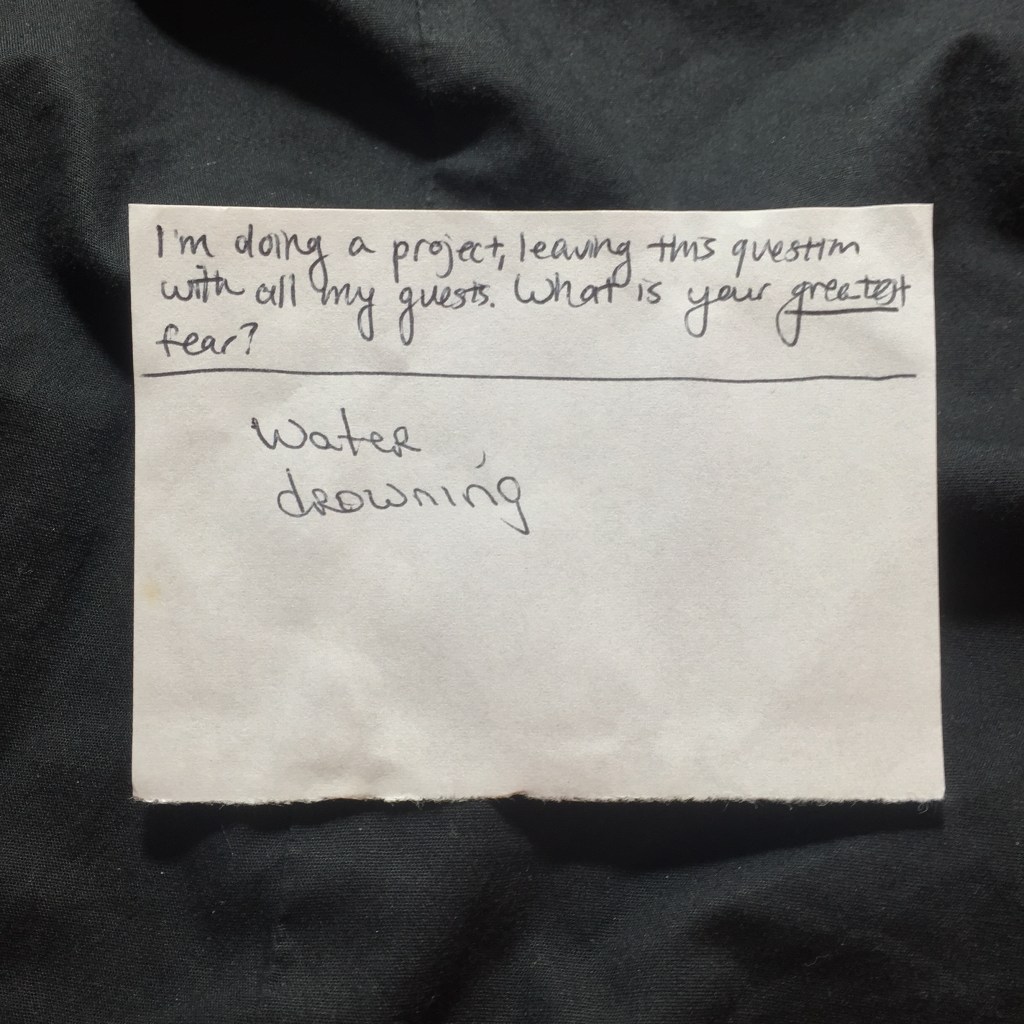 I'm doing a project, leaving this question
with all my guests. What is your greatest
fear?
Water,
drowning